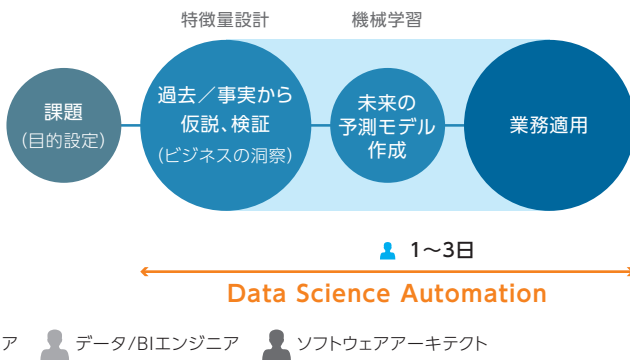 特徴量設計
機械学習
課題
(目的設定)
過去／事実から
仮説、検証
(ビジネスの洞察)
未来の
予測モデル
作成
業務適用
1〜3日
Data Science Automation
ア
データ/BIエンジニア
ソフトウェアアーキテクト